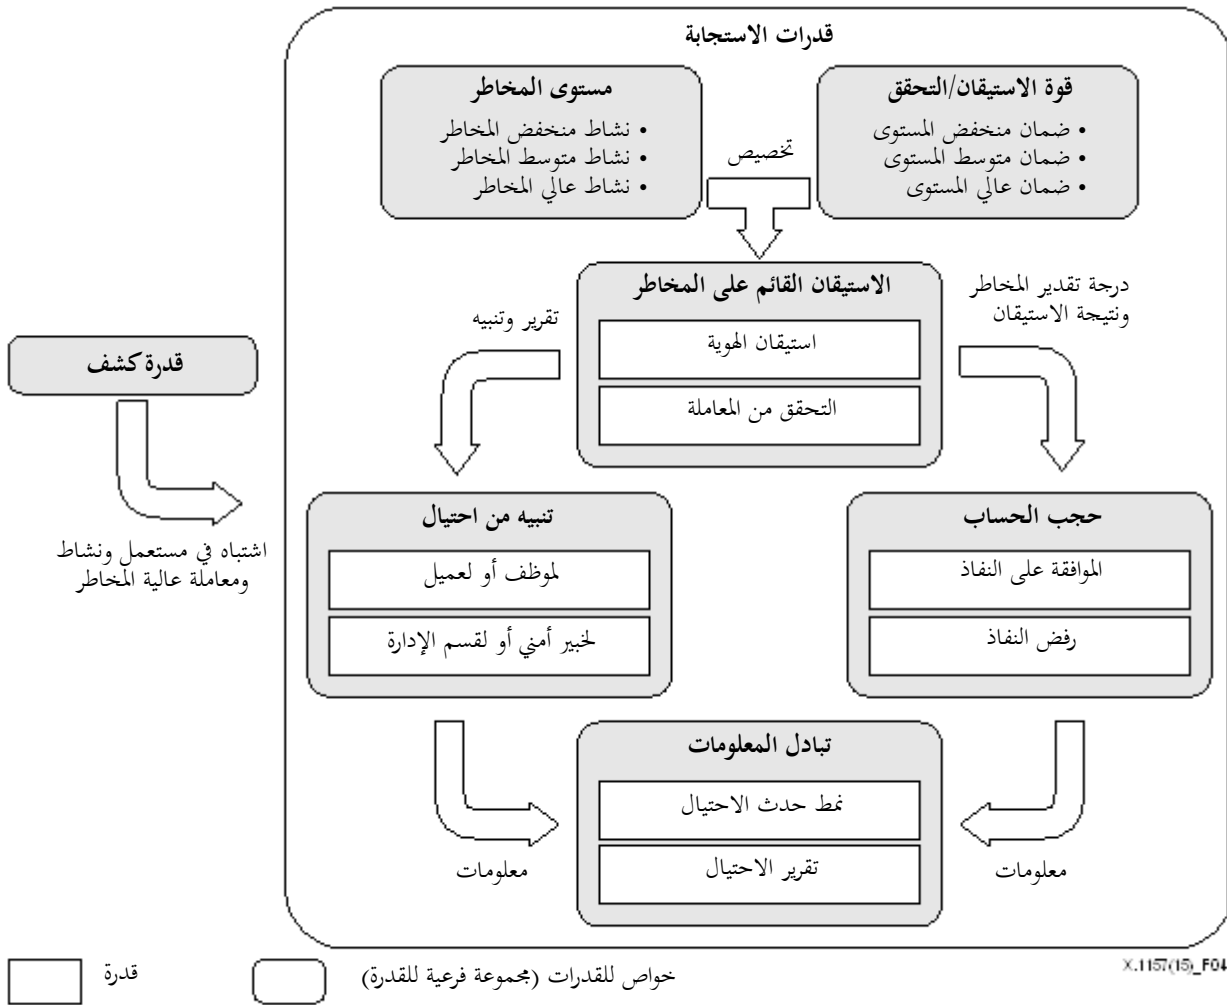 قدرات الاستجابة
قوة الاستيقان/التحقق
• ضمان منخفض المستوى
• ضمان متوسط المستوى
• ضمان عالي المستوى
تخصيص
مستوى المخاطر
• نشاط منخفض المخاطر
• نشاط متوسط المخاطر
• نشاط عالي المخاطر
درجة تقدير المخاطر
ونتيجة الاستيقان
الاستيقان القائم على المخاطر
استيقان الهوية
التحقق من المعاملة
تقرير وتنبيه
قدرة كشف
اشتباه في مستعمل ونشاط
ومعاملة عالية المخاطر
حجب الحساب
الموافقة على النفاذ
رفض النفاذ
تنبيه من احتيال
لموظف أو لعميل
لخبير أمني أو لقسم الإدارة
تبادل المعلومات
نمط حدث الاحتيال
تقرير الاحتيال
معلومات
معلومات
X.1157(15)_F04
خواص للقدرات (مجموعة فرعية للقدرة)
قدرة